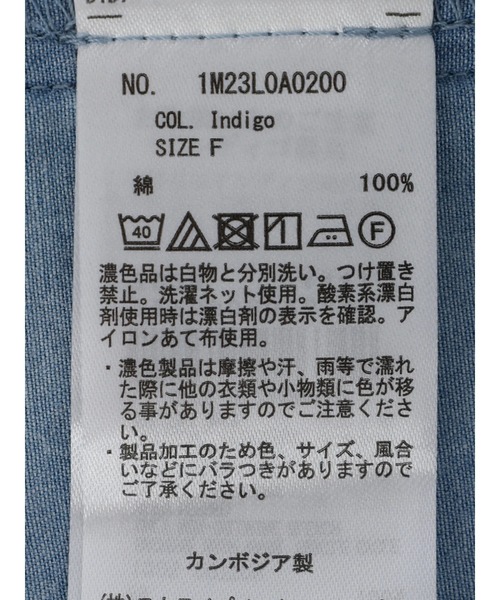 NO. 1M23L0A0200
COL. Indigo
SIZE F
綿 100%
40 F
濃色品は白物と分別洗い。つけ置き
禁止。洗濯ネット使用。酸素系漂白
剤使用時は漂白剤の表示を確認。ア
イロンあて布使用。
・濃色製品は摩擦や汗、雨等で濡れ
た際に他の衣類や小物類に色が移
る事がありますのでご注意くださ
い。
・製品加工のため色、サイズ、風合
いなどにバラつきがありますので
ご了承ください。
カンボジア製